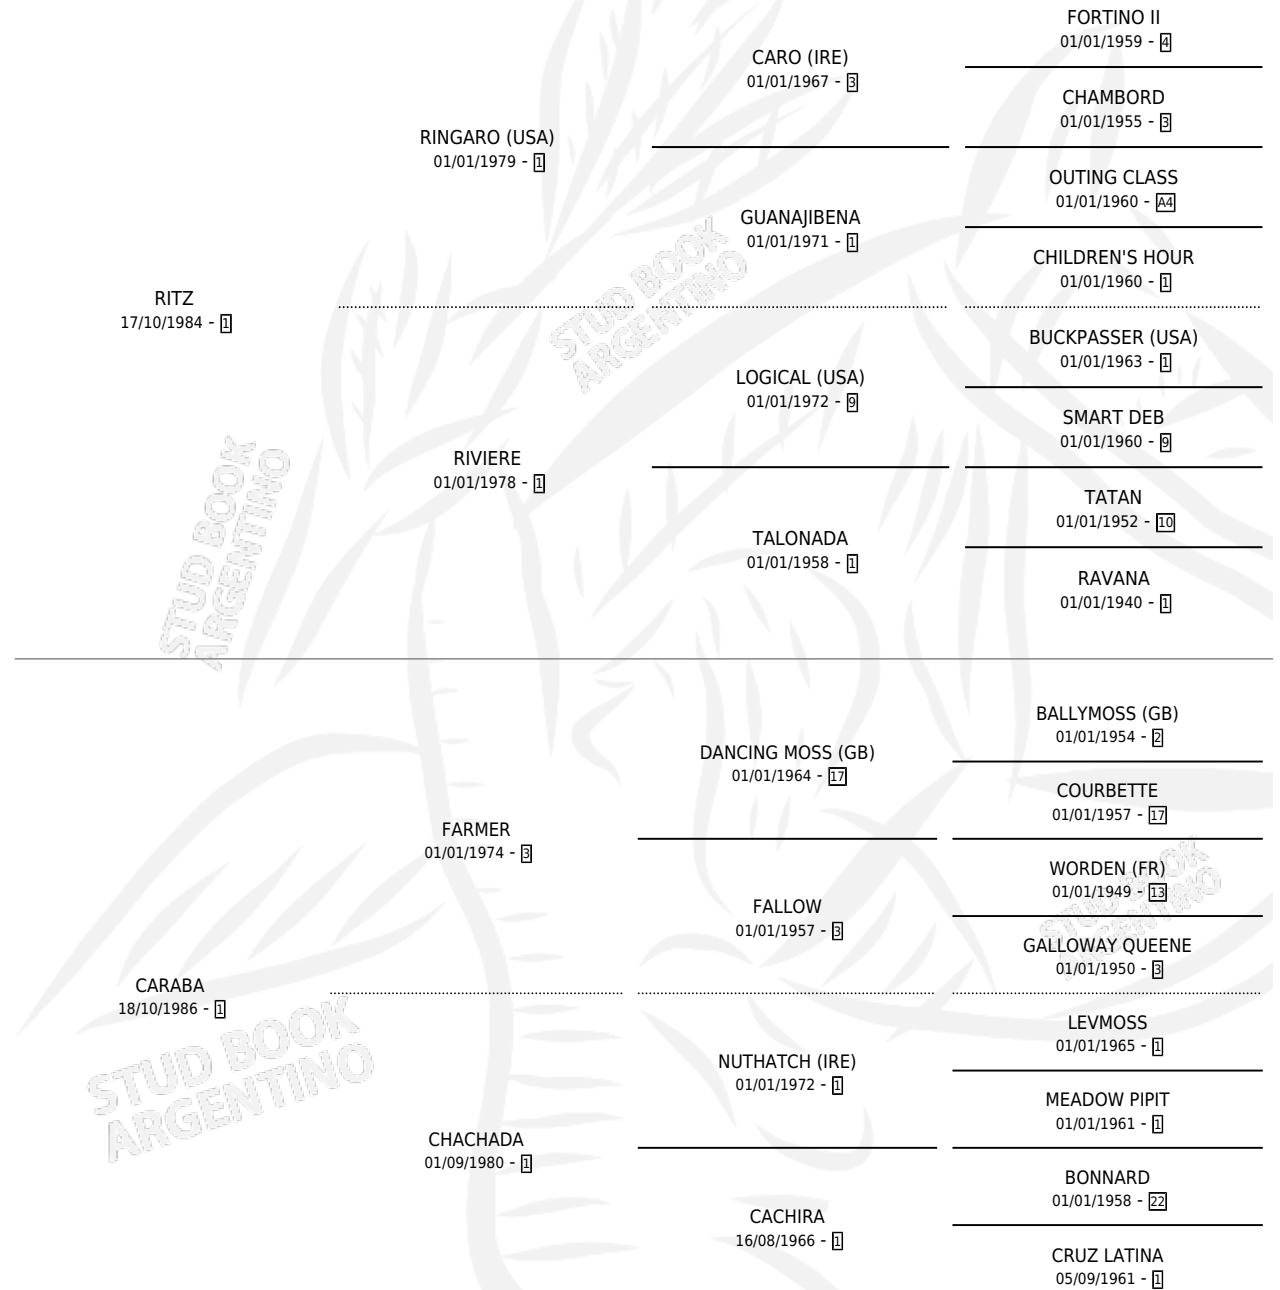 FORTINO II
01/01/1959 - 4
CARO (IRE)
01/01/1967 - 3
CHAMBORD
01/01/1955 - 3
RINGARO (USA)
01/01/1979 - 1
OUTING CLASS
01/01/1960 - A4
GUANAJIBENA
01/01/1971 - 1
CHILDREN'S HOUR
01/01/1960 - 1
RITZ
17/10/1984 - 1
STUD BOOK
ARGENTINO
BUCKPASSER (USA)
01/01/1963 - 1
LOGICAL (USA)
01/01/1972 - 9
SMART DEB
01/01/1960 - 9
RIVIERE
01/01/1978 - 1
TATAN
01/01/1952 - 10
TALONADA
01/01/1958 - 1
RAVANA
01/01/1940 - 1
STUD BOOK
ARGENTINO
BALLYMOSS (GB)
01/01/1954 - 2
DANCING MOSS (GB)
01/01/1964 - 17
COURBETTE
01/01/1957 - 17
FARMER
01/01/1974 - 3
WORDEN (FR)
01/01/1949 - 13
FALLOW
01/01/1957 - 3
STUD BOOK
ARGENTINO
GALLOWAY QUEENE
01/01/1950 - 3
CARABA
18/10/1986 - 1
LEVMOSS
01/01/1965 - 1
STUD BOOK
ARGENTINO
NUTHATCH (IRE)
01/01/1972 - 1
MEADOW PIPIT
01/01/1961 - 1
CHACHADA
01/09/1980 - 1
BONNARD
01/01/1958 - 22
CACHIRA
16/08/1966 - 1
CRUZ LATINA
05/09/1961 - 1